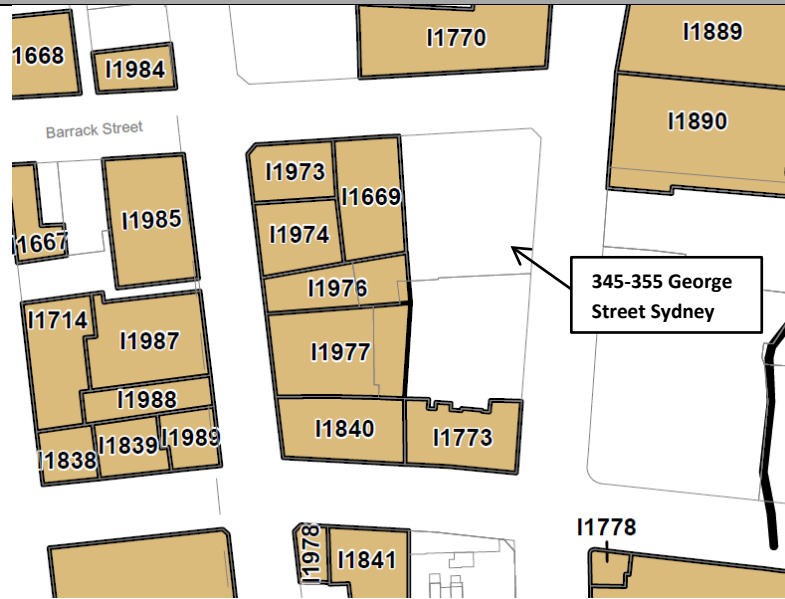 I1770
I1889
1668
I1984
I1890
Barrack Street
I1973
I1669
I1985
I1974
I1667
I1976
345-355 George
Street Sydney
I1714
I1987
I1977
I1988
I1840
I1773
I1838
I1839
I1989
I1778
I1978
I1841